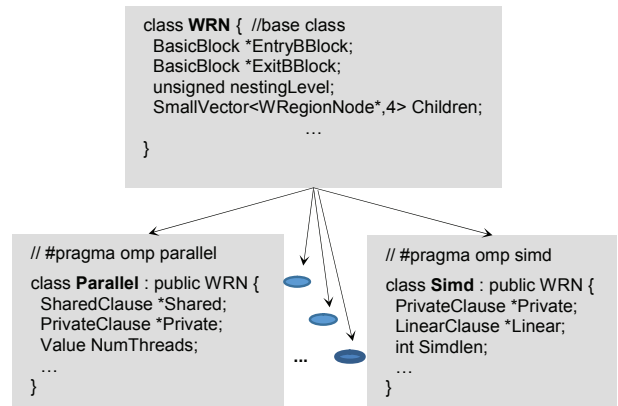 class WRN { //base class
BasicBlock *EntryBBlock;
BasicBlock *ExitBBlock;
unsigned nestingLevel;
SmallVector<WRegionNode*,4> Children;
…
}
// #pragma omp parallel
class Parallel : public WRN {
SharedClause *Shared;
PrivateClause *Private;
Value NumThreads;
…
}
...
// #pragma omp simd
class Simd : public WRN {
PrivateClause *Private;
LinearClause *Linear;
int Simdlen;
…
}